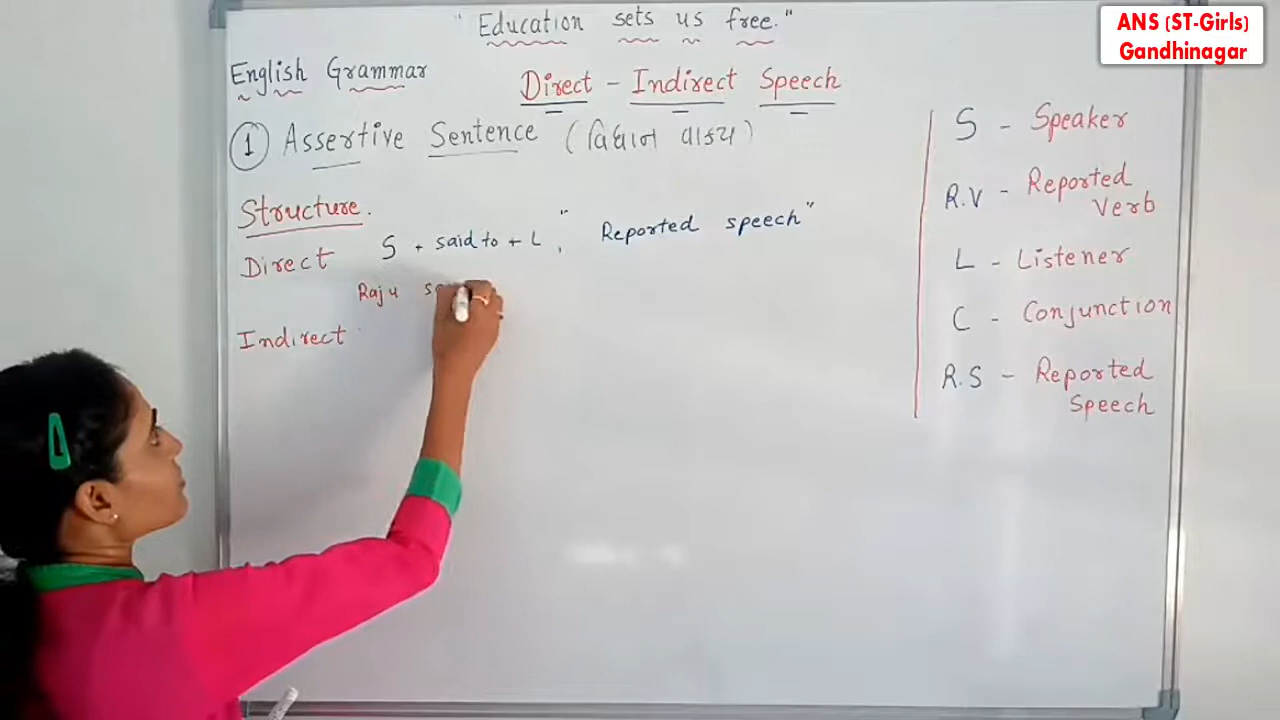 " Education sets us free. "
ANS (ST-Girls)
Gandhinagar
English Grammar
Direct - Indirect Speech
① Assertive Sentence ( વિધાન વાક્ય )
Structure.
Direct S + said to + L , " Reported speech "
Raju
Indirect
S - Speaker
R.V - Reported
Verb
L - Listener
C - Conjunction
R.S - Reported
Speech